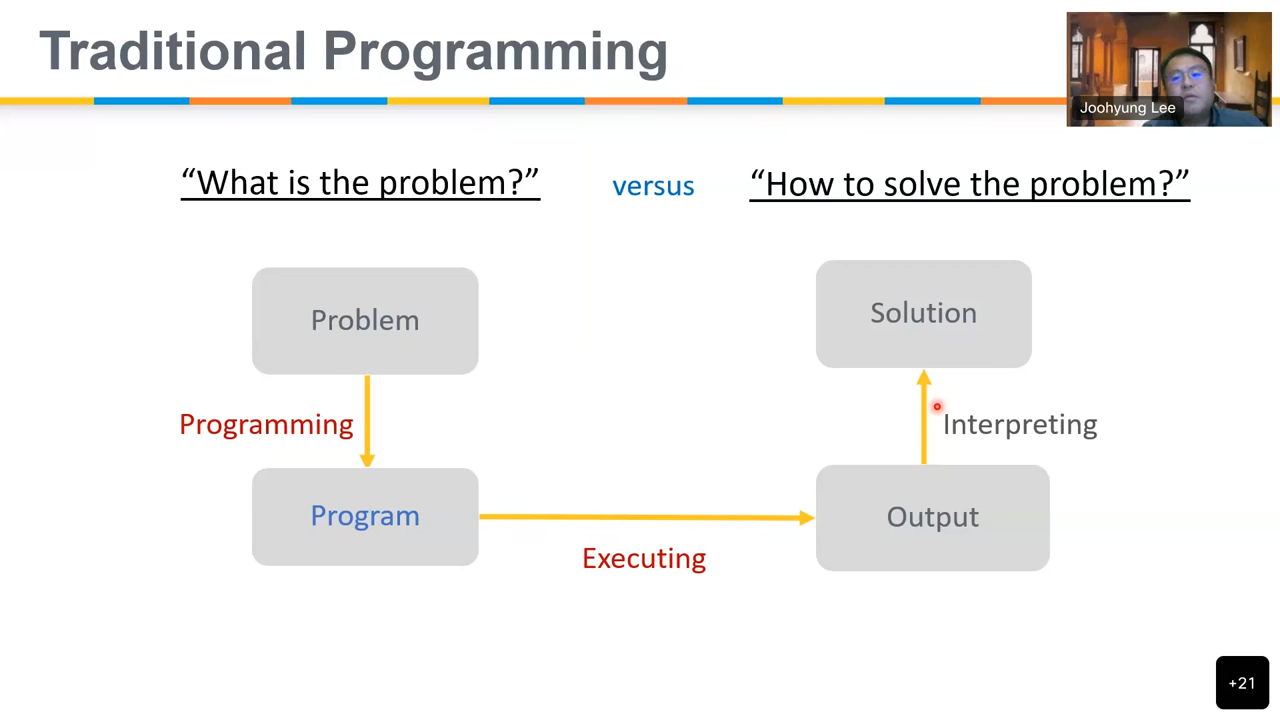 Traditional Programming
Joohyung Lee
“What is the problem?” versus “How to solve the problem?”
Problem
Solution
Programming
Interpreting
Program
Output
Executing
+21